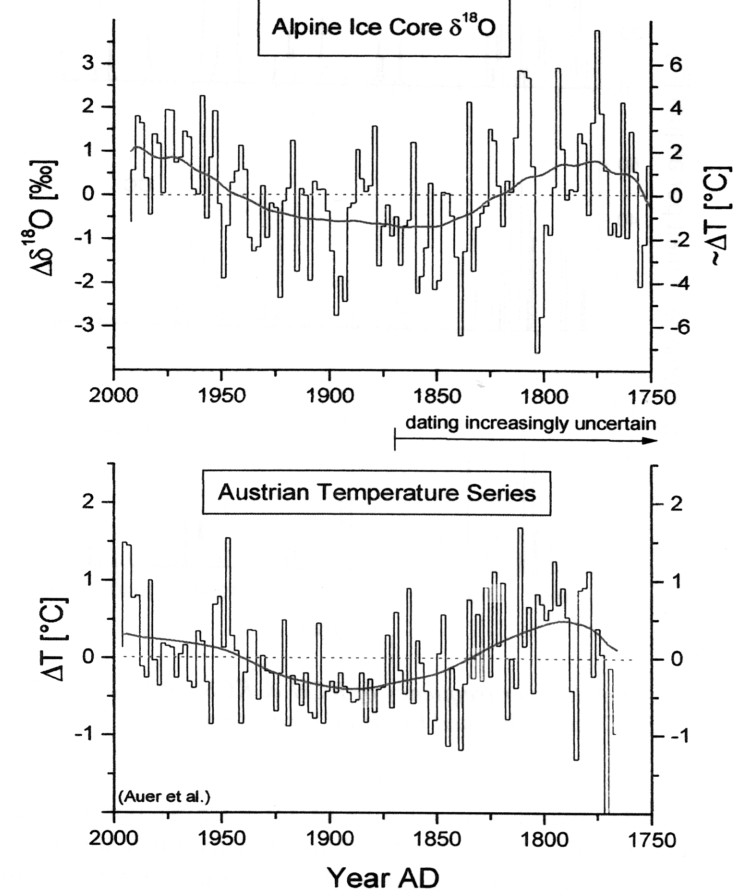 Alpine Ice Core δ¹⁸O
3
2
1
0
-1
-2
-3
Δδ¹⁸O [‰]
6
4
2
0
-2
-4
-6
~ΔT [°C]
2000 1950 1900 1850 1800 1750
dating increasingly uncertain
Austrian Temperature Series
2
1
0
-1
ΔT [°C]
2
1
0
-1
(Auer et al.)
2000 1950 1900 1850 1800 1750
Year AD